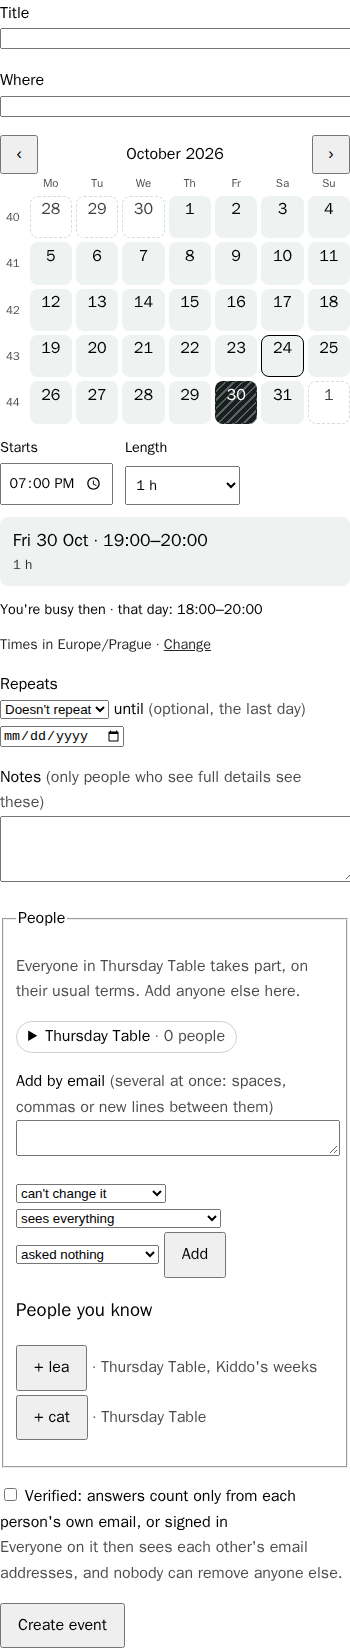 Title
Where
‹ October 2026 ›
Mo Tu We Th Fr Sa Su
40 28 29 30 1 2 3 4
41 5 6 7 8 9 10 11
42 12 13 14 15 16 17 18
43 19 20 21 22 23 24 25
44 26 27 28 29 30 31 1
Starts Length
07:00 PM 1 h
Fri 30 Oct · 19:00–20:00
1 h
You're busy then · that day: 18:00–20:00
Times in Europe/Prague · Change
Repeats
Doesn't repeat until (optional, the last day)
mm/dd/yyyy
Notes (only people who see full details see
these)
People
Everyone in Thursday Table takes part, on
their usual terms. Add anyone else here.
▶ Thursday Table · 0 people
Add by email (several at once: spaces,
commas or new lines between them)
can't change it
sees everything
asked nothing Add
People you know
+ lea · Thursday Table, Kiddo's weeks
+ cat · Thursday Table
Verified: answers count only from each
person's own email, or signed in
Everyone on it then sees each other's email
addresses, and nobody can remove anyone else.
Create event